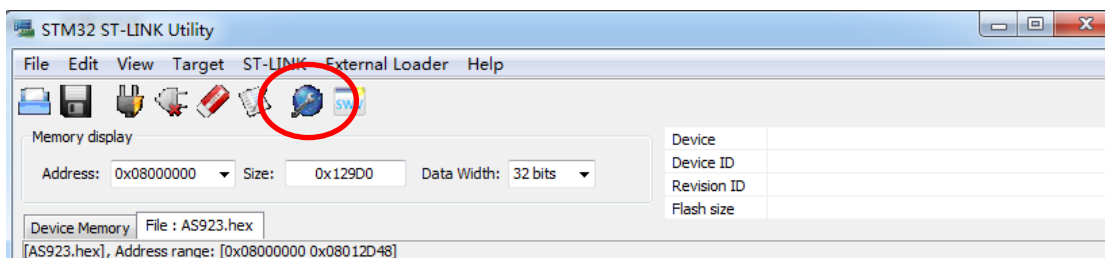 STM32 ST-LINK Utility
File Edit View Target ST-LINK External Loader Help
SWV
Memory display
Address: 0x08000000 Size: 0x129D0 Data Width: 32 bits
Device
Device ID
Revision ID
Flash size
Device Memory File : AS923.hex
[AS923.hex], Address range: [0x08000000 0x08012D48]